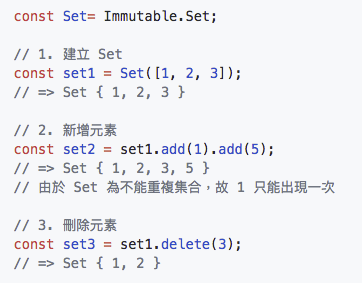 const Set= Immutable.Set;
// 1. 建立 Set
const set1 = Set([1, 2, 3]);
// => Set { 1, 2, 3 }
// 2. 新增元素
const set2 = set1.add(1).add(5);
// => Set { 1, 2, 3, 5 }
// 由於 Set 為不能重複集合，故 1 只能出現一次
// 3. 刪除元素
const set3 = set1.delete(3);
// => Set { 1, 2 }